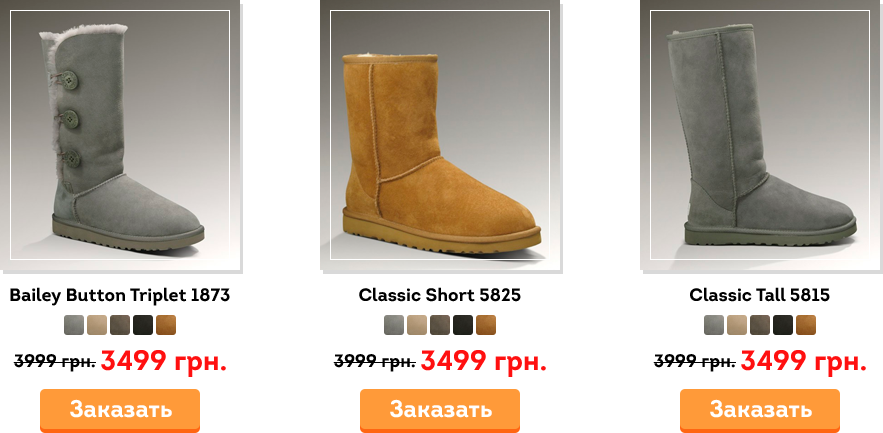 Bailey Button Triplet 1873
3999 грн. 3499 грн.
Заказать
Classic Short 5825
3999 грн. 3499 грн.
Заказать
Classic Tall 5815
3999 грн. 3499 грн.
Заказать